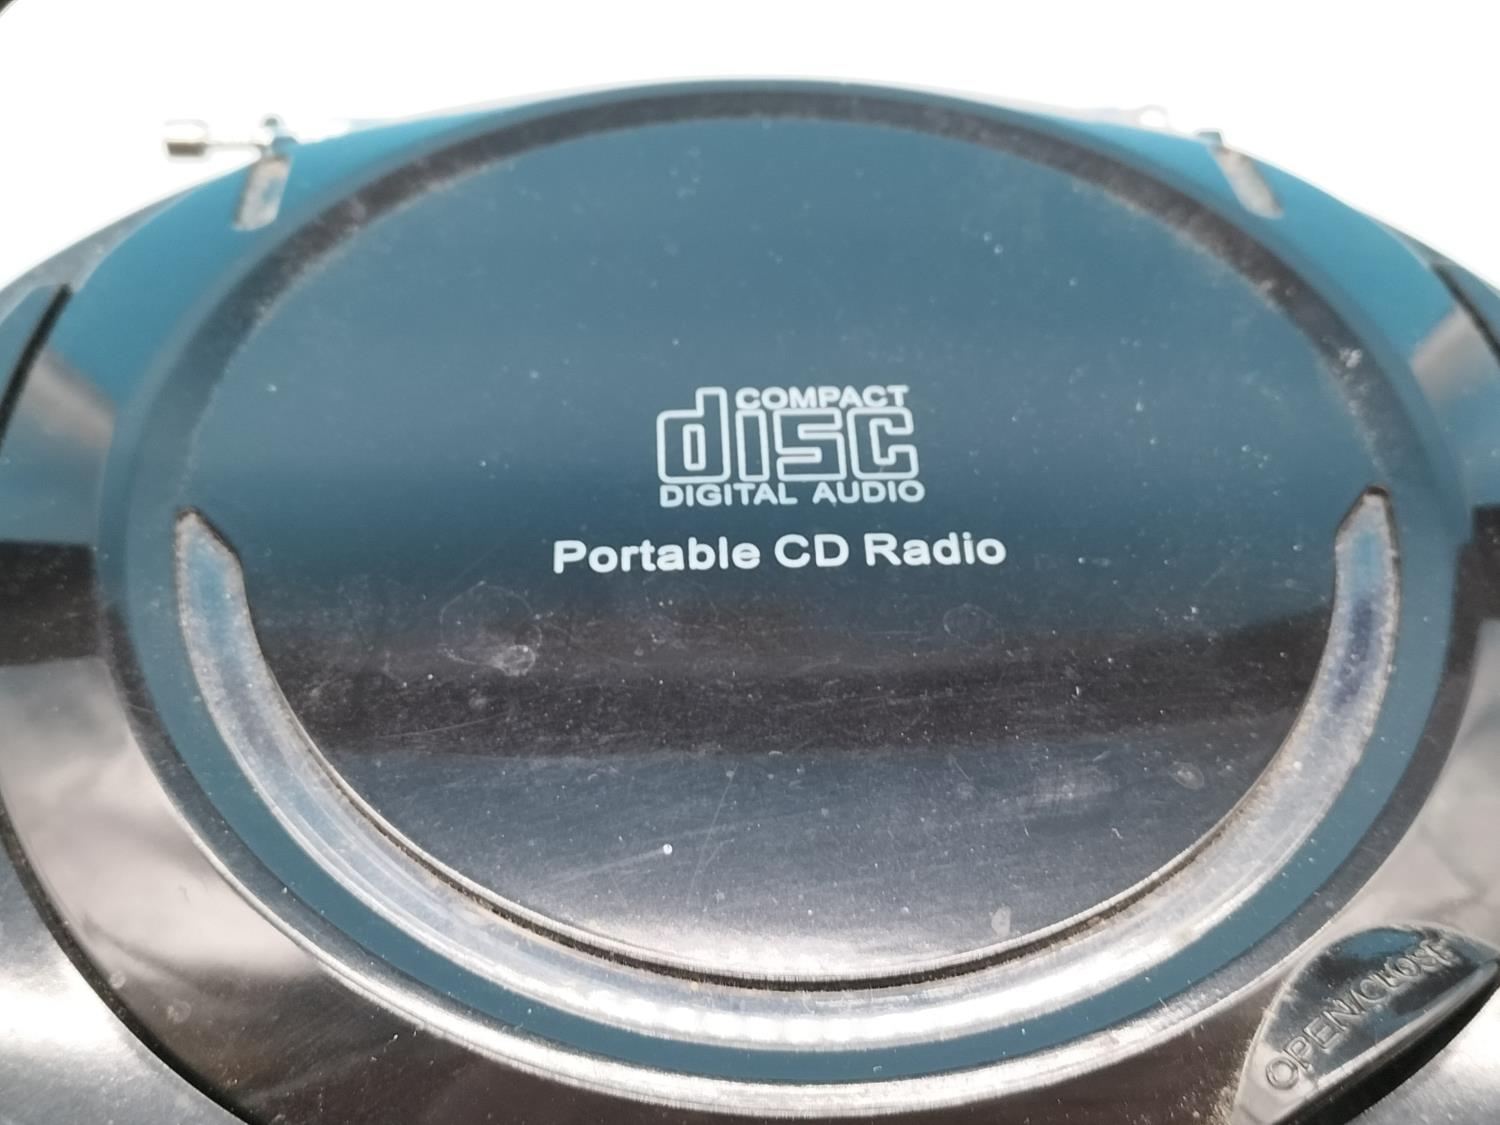 COMPACT
disc
DIGITAL AUDIO
Portable CD Radio
OPEN/CLOSE